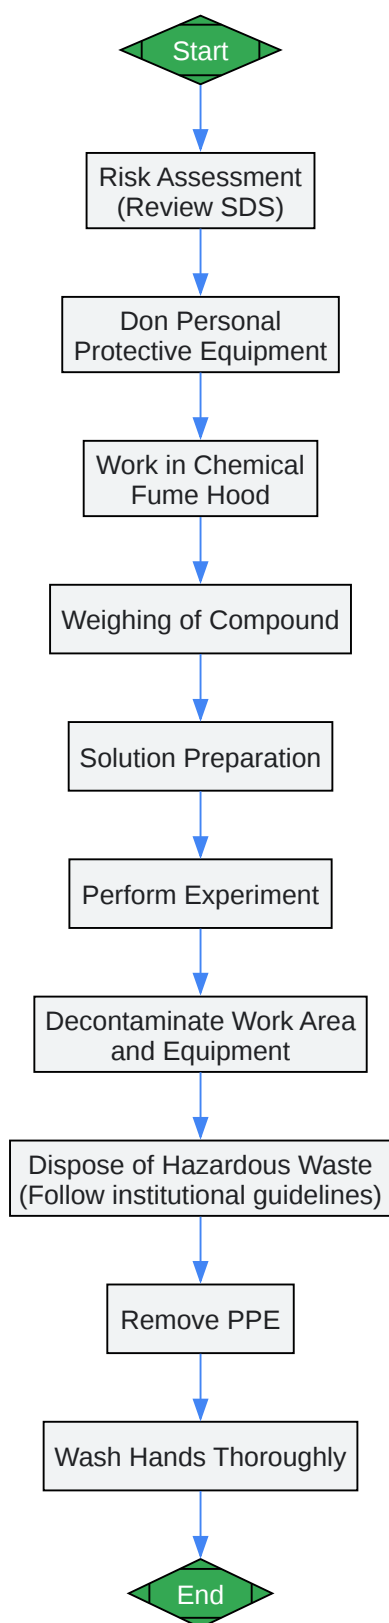 Start
Risk Assessment
(Review SDS)
Don Personal
Protective Equipment
Work in Chemical
Fume Hood
Weighing of Compound
Solution Preparation
Perform Experiment
Decontaminate Work Area
and Equipment
Dispose of Hazardous Waste
(Follow institutional guidelines)
Remove PPE
Wash Hands Thoroughly
End